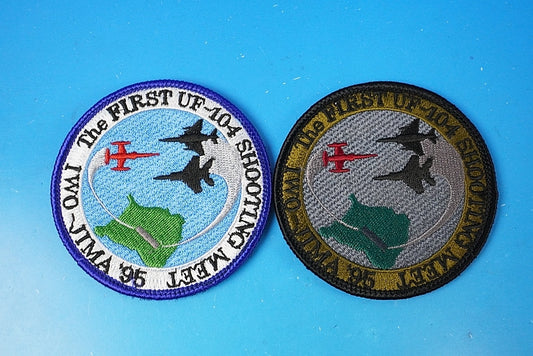 The FIRST UF-104 SHOOTING MEET
IWO-JIMA '95
The FIRST UF-104 SHOOTING MEET
IWO-JIMA '95